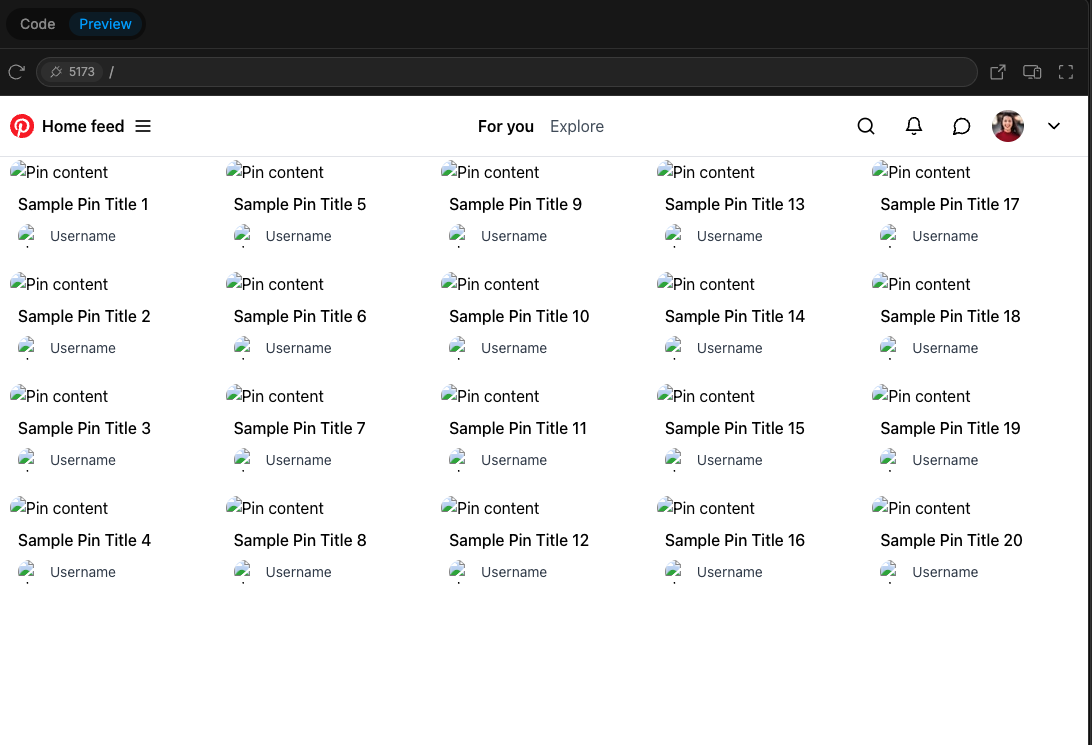 Code Preview
5173 /
Home feed For you Explore
Pin content Pin content Pin content Pin content Pin content
Sample Pin Title 1 Sample Pin Title 5 Sample Pin Title 9 Sample Pin Title 13 Sample Pin Title 17
Username Username Username Username Username
Pin content Pin content Pin content Pin content Pin content
Sample Pin Title 2 Sample Pin Title 6 Sample Pin Title 10 Sample Pin Title 14 Sample Pin Title 18
Username Username Username Username Username
Pin content Pin content Pin content Pin content Pin content
Sample Pin Title 3 Sample Pin Title 7 Sample Pin Title 11 Sample Pin Title 15 Sample Pin Title 19
Username Username Username Username Username
Pin content Pin content Pin content Pin content Pin content
Sample Pin Title 4 Sample Pin Title 8 Sample Pin Title 12 Sample Pin Title 16 Sample Pin Title 20
Username Username Username Username Username